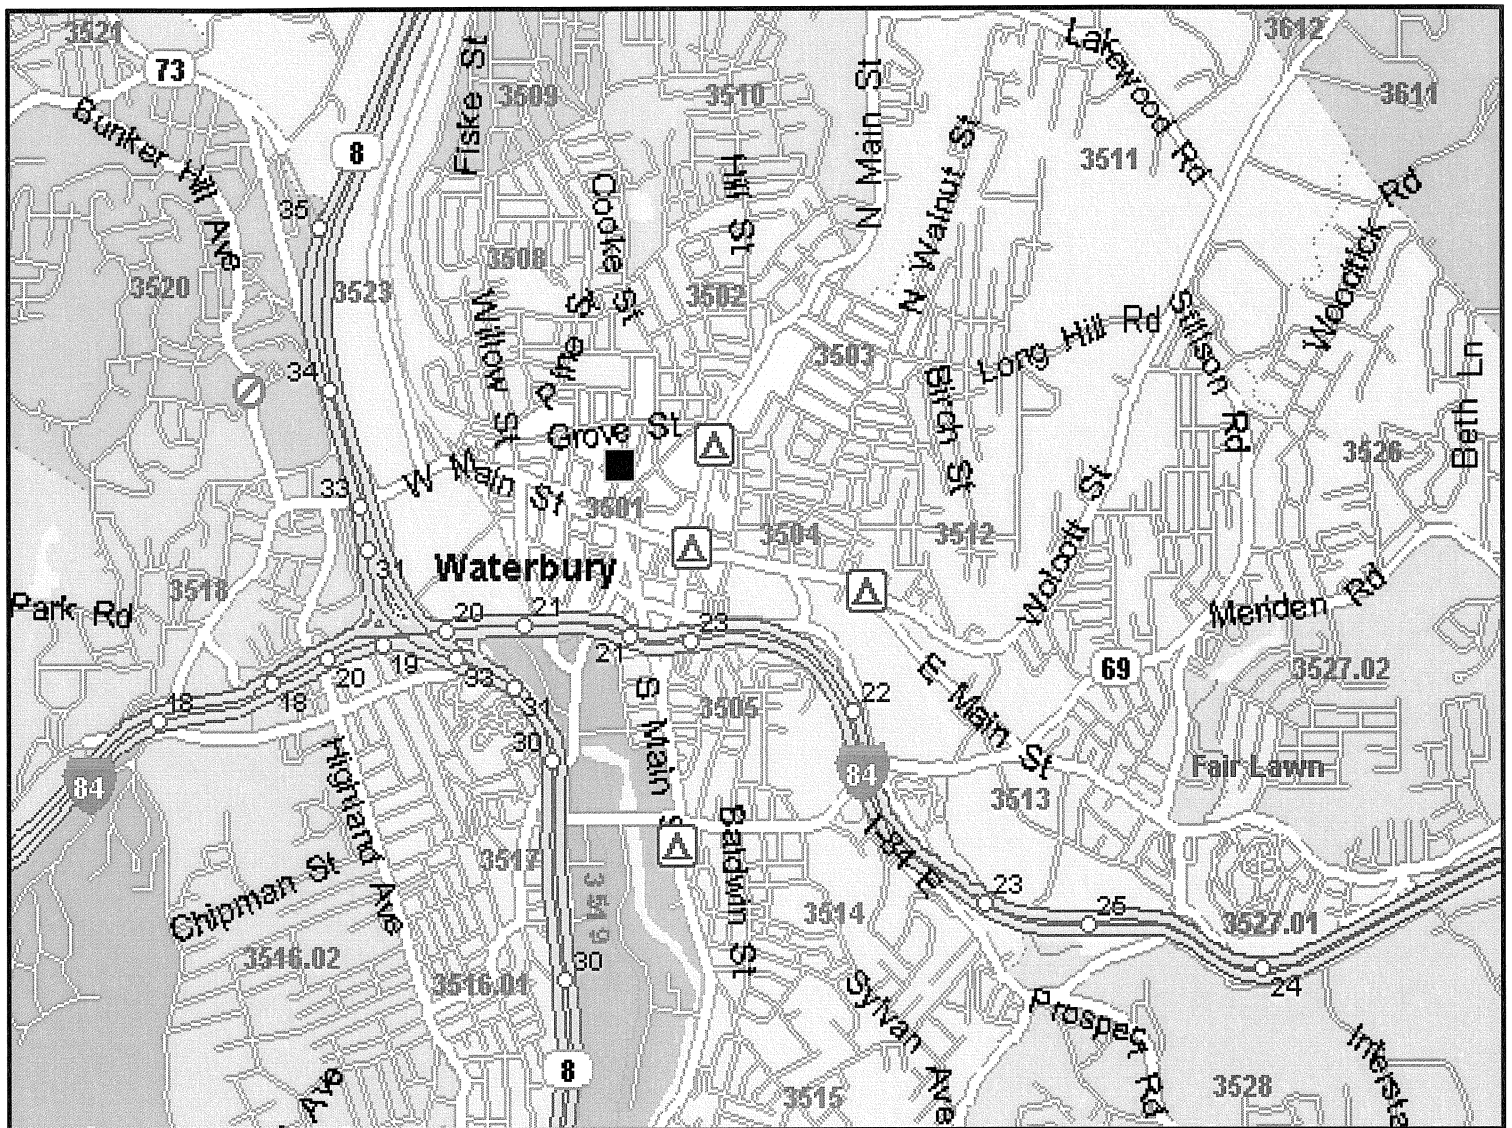 3521
73
Bunker Hill Ave
8
35
Fiske St
3509
3510
Hill St
Cooke St
N Main St
N Walnut St
Lakewood Rd
3612
3611
3511
Woodtick Rd
3520
3523
3508
3502
Willow St
Pine St
3503
Long Hill Rd
Stillson Rd
Birch St
Beth Ln
34
Grove St
3526
33
W Main St
3501
3504
3512
Wolcott St
Waterbury
31
3518
Park Rd
20
21
21
23
Meriden Rd
69
3527.02
E Main St
18
18
20
19
33
31
30
S Main S
3505
22
84
84
Fair Lawn
3513
Highland Ave
Chipman St
3517
3519
Baldwin St
I-84 E
23
25
3514
3527.01
24
3516.02
3516.01
30
Sylvan Ave
Prospect Rd
Intersta
8
Ave
3515
3528